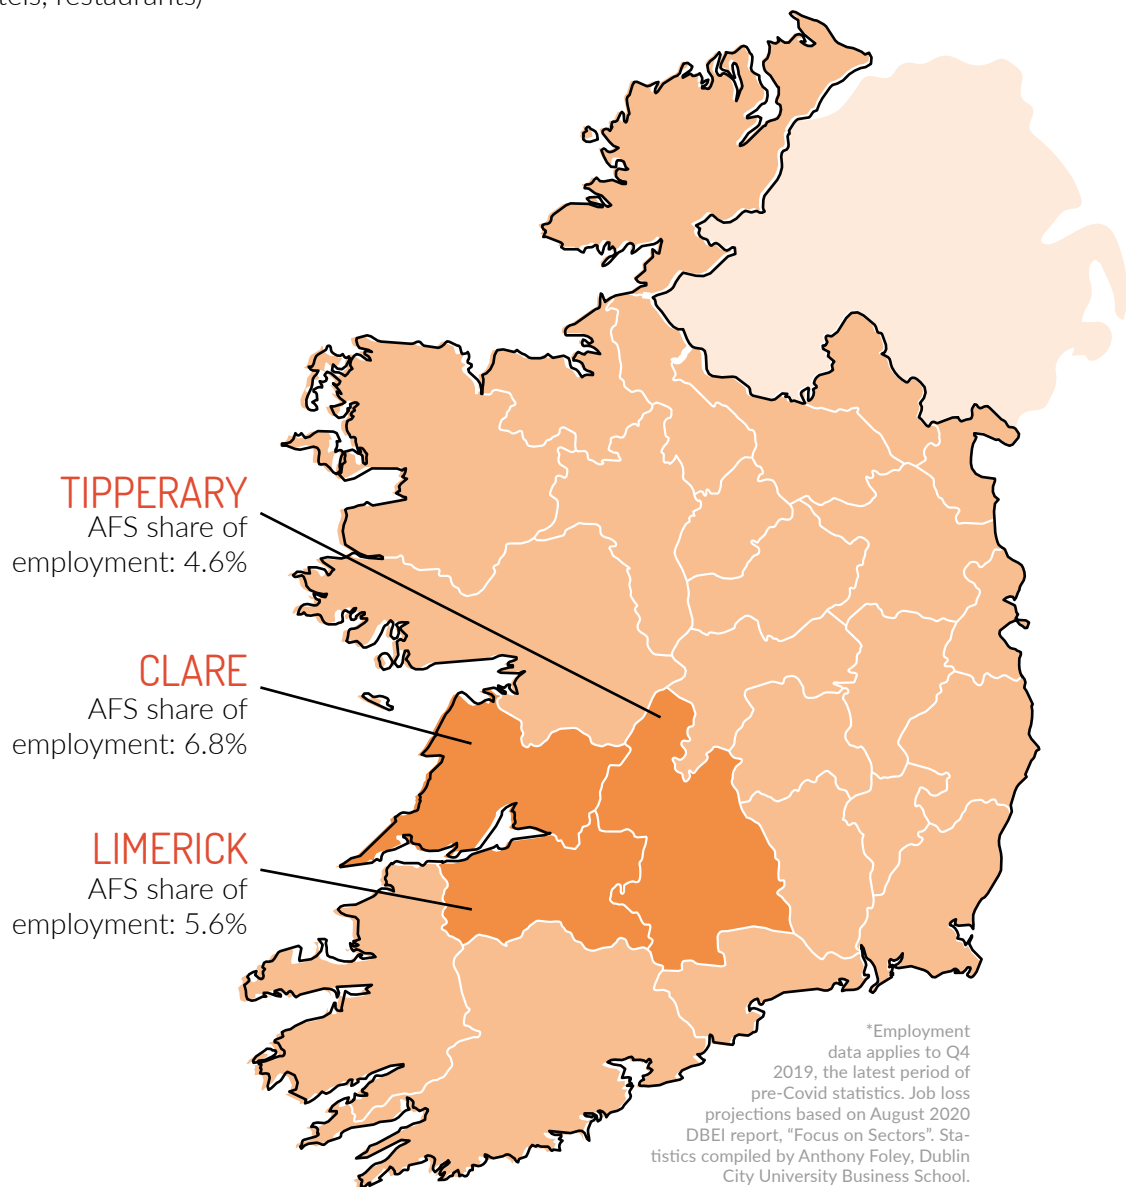 tels, restaurants)
TIPPERARY
AFS share of
employment: 4.6%
CLARE
AFS share of
employment: 6.8%
LIMERICK
AFS share of
employment: 5.6%
*Employment
data applies to Q4
2019, the latest period of
pre-Covid statistics. Job loss
projections based on August 2020
DBEI report, “Focus on Sectors”. Sta-
tistics compiled by Anthony Foley, Dublin
City University Business School.